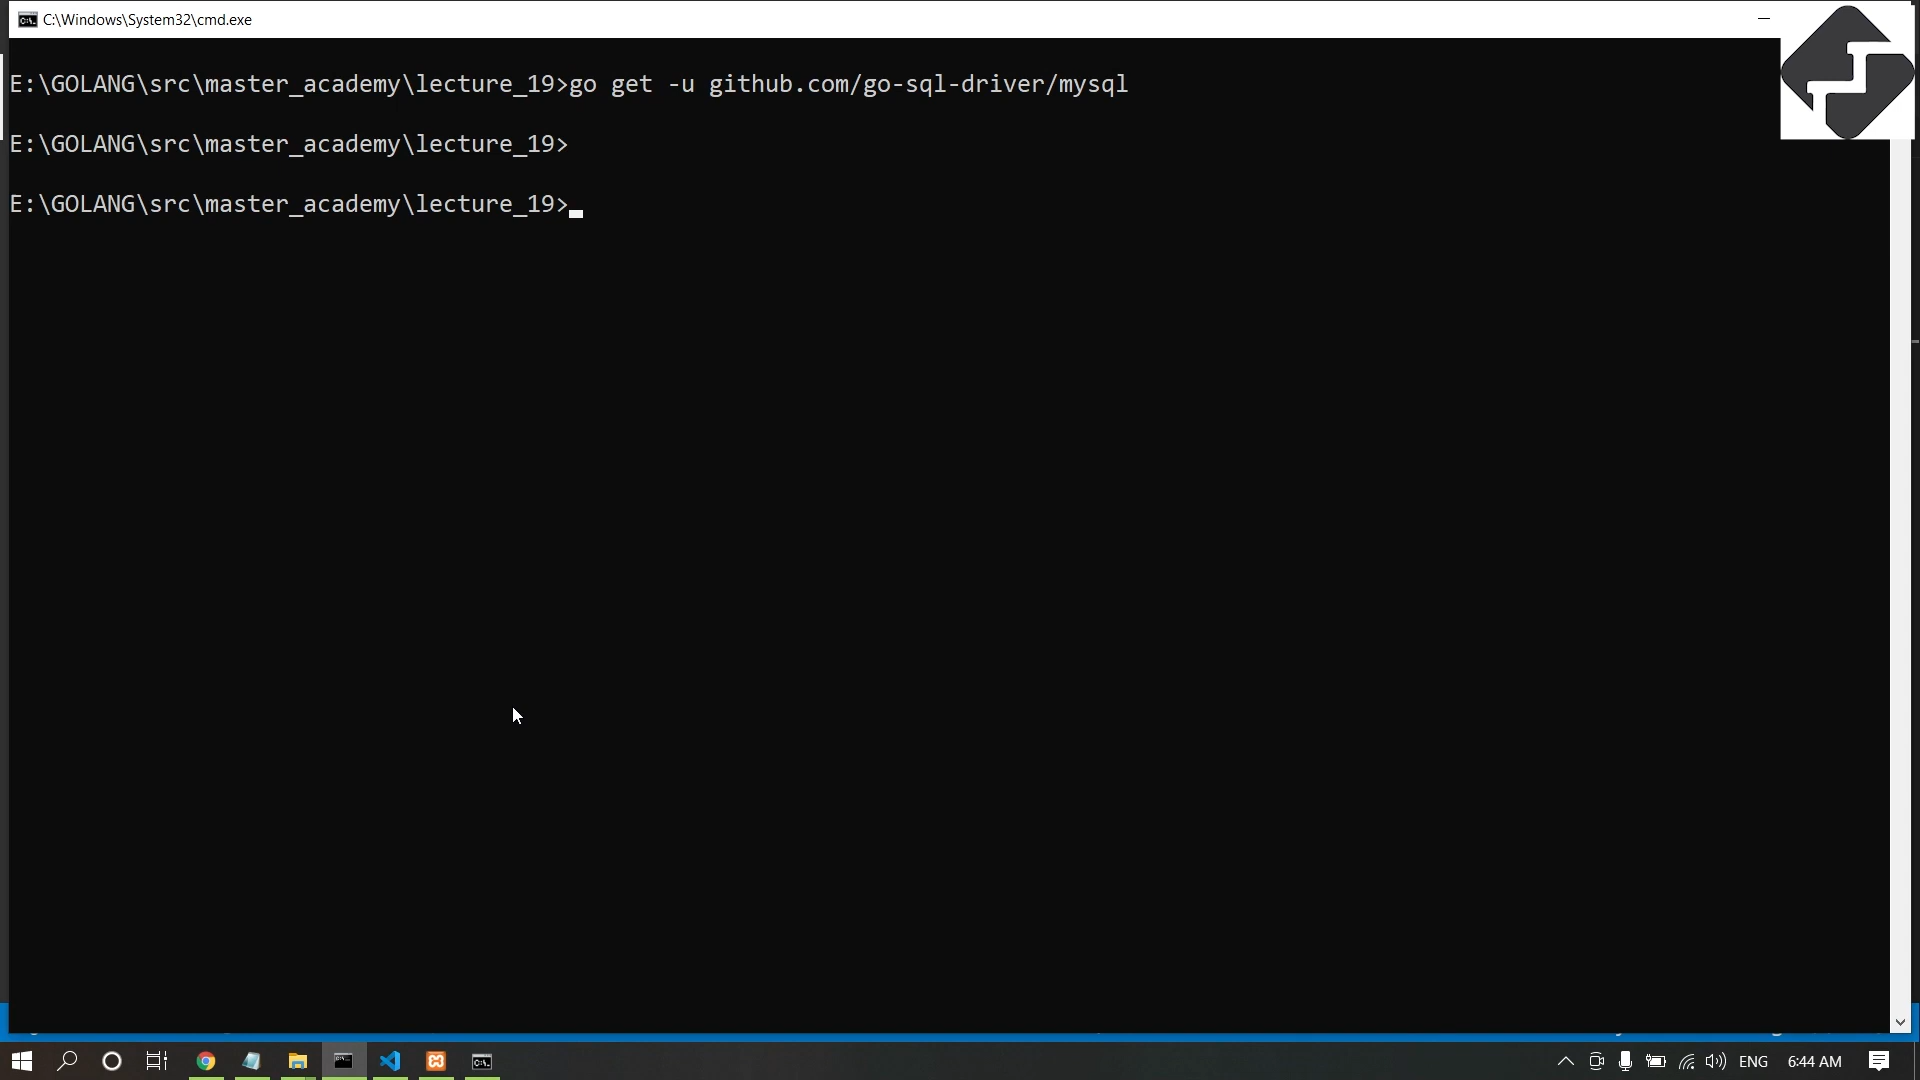 C:\Windows\System32\cmd.exe
E:\GOLANG\src\master_academy\lecture_19>go get -u github.com/go-sql-driver/mysql
E:\GOLANG\src\master_academy\lecture_19>
E:\GOLANG\src\master_academy\lecture_19>
ENG
6:44 AM